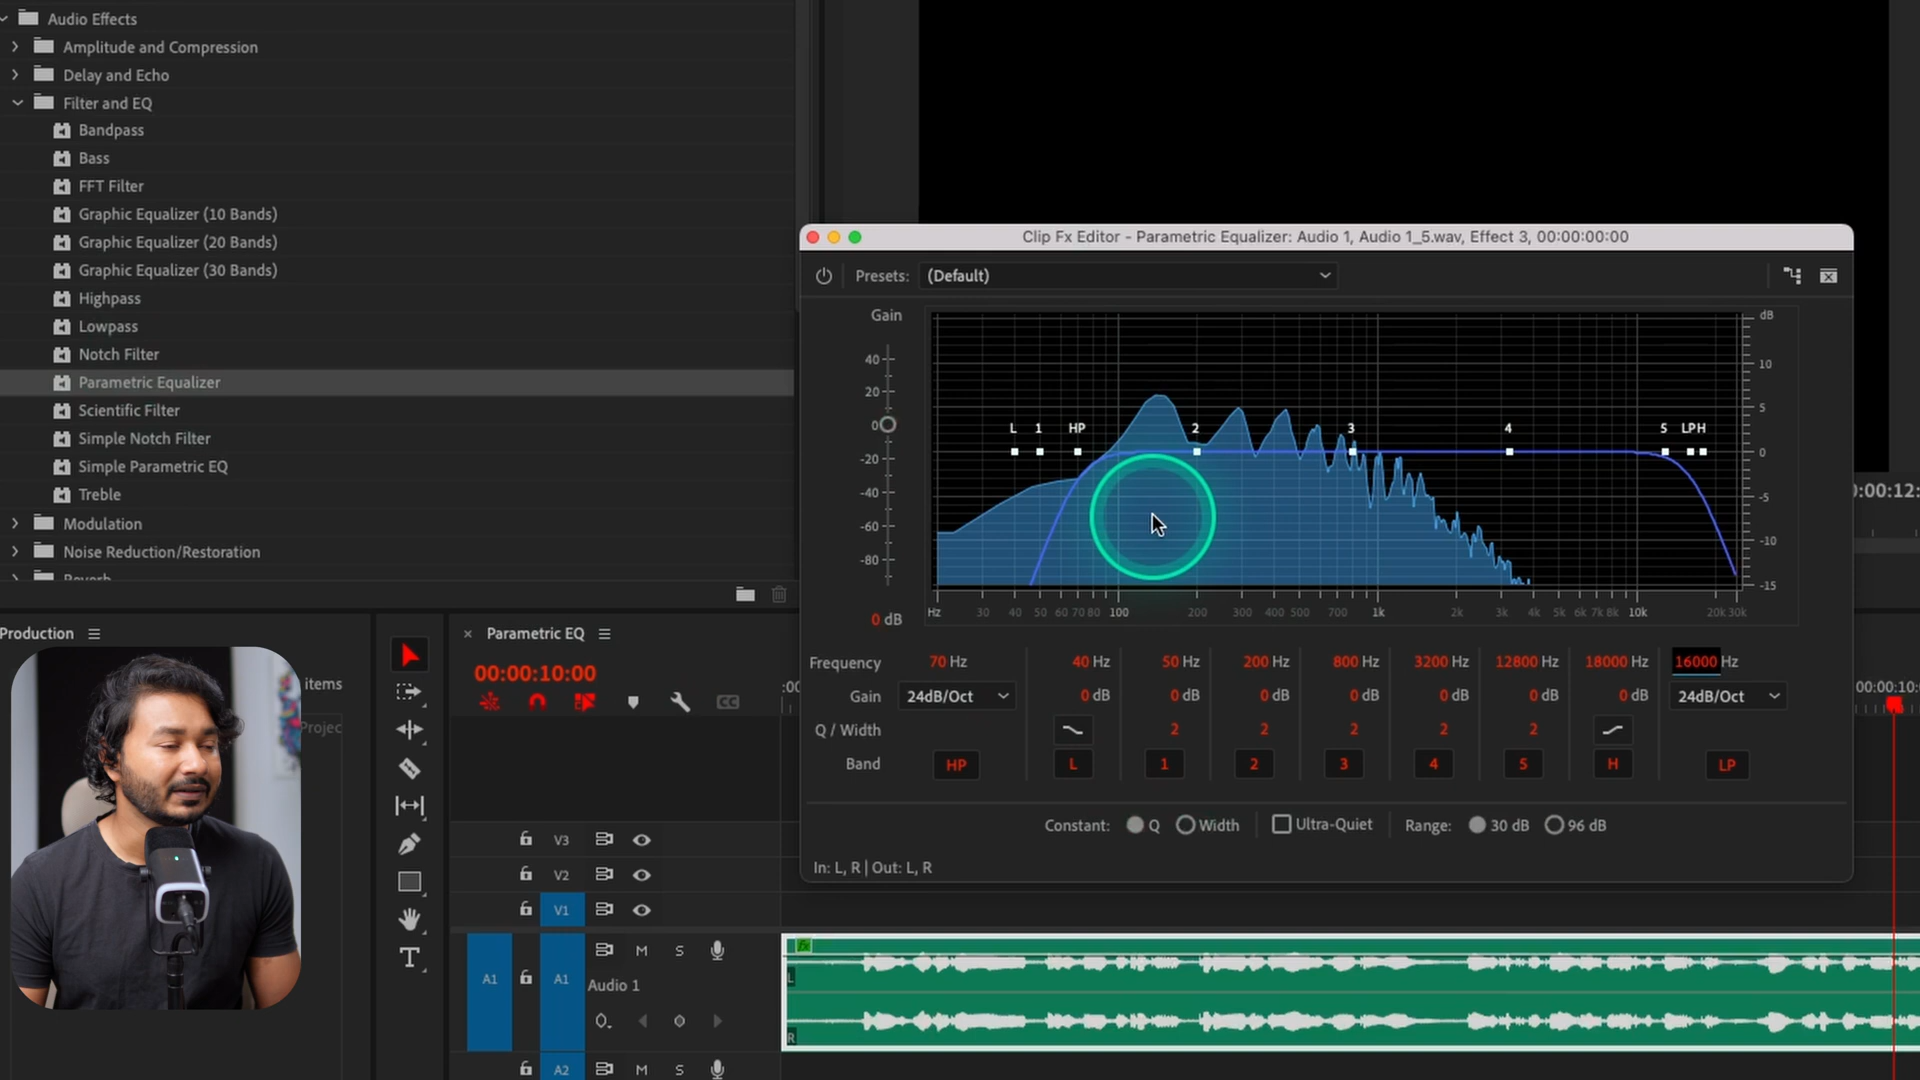 Audio Effects
Amplitude and Compression
Delay and Echo
Filter and EQ
Bandpass
Bass
FFT Filter
Graphic Equalizer (10 Bands)
Graphic Equalizer (20 Bands)
Graphic Equalizer (30 Bands)
Highpass
Lowpass
Notch Filter
Parametric Equalizer
Scientific Filter
Simple Notch Filter
Simple Parametric EQ
Treble
Modulation
Noise Reduction/Restoration
Reverb
Clip Fx Editor - Parametric Equalizer: Audio 1, Audio 1_5.wav, Effect 3, 00:00:00:00
Presets: (Default)
Gain
40
20
0
-20
-40
-60
-80
0 dB
L 1 HP 2 3 4 5 LP H
dB
10
5
0
-5
-10
-15
Hz 30 40 50 60 70 80 100 200 300 400 500 700 1k 2k 3k 4k 5k 6k 7k 8k 10k 20k 30k
Frequency 70 Hz 40 Hz 50 Hz 200 Hz 800 Hz 3200 Hz 12800 Hz 18000 Hz 16000 Hz
Gain 24dB/Oct 0 dB 0 dB 0 dB 0 dB 0 dB 0 dB 0 dB 24dB/Oct
Q / Width 2 2 2 2 2
Band HP L 1 2 3 4 5 H LP
Constant: Q Width Ultra-Quiet Range: 30 dB 96 dB
In: L, R | Out: L, R
0:00:12:
Production
items
Projec
× Parametric EQ
00:00:10:00
:00
00:00:10:0
V3
V2
V1
A1 A1 M S
Audio 1
fx
L
R
A2 M S
T